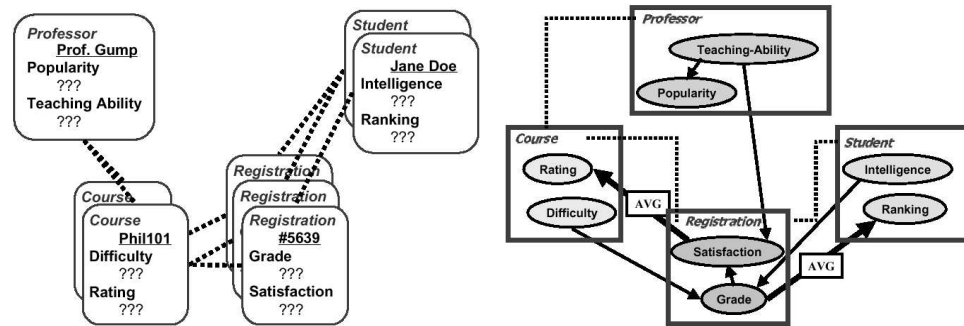 Professor
Prof. Gump
Popularity
???
Teaching Ability
???
Student
Student
Jane Doe
Intelligence
???
Ranking
???
Course
Course
Phil101
Difficulty
???
Rating
???
Registration
Registration
Registration
#5639
Grade
???
Satisfaction
???
Professor
Teaching-Ability
Popularity
Course
Rating
Difficulty
Student
Intelligence
Ranking
AVG
Registration
Satisfaction
AVG
Grade